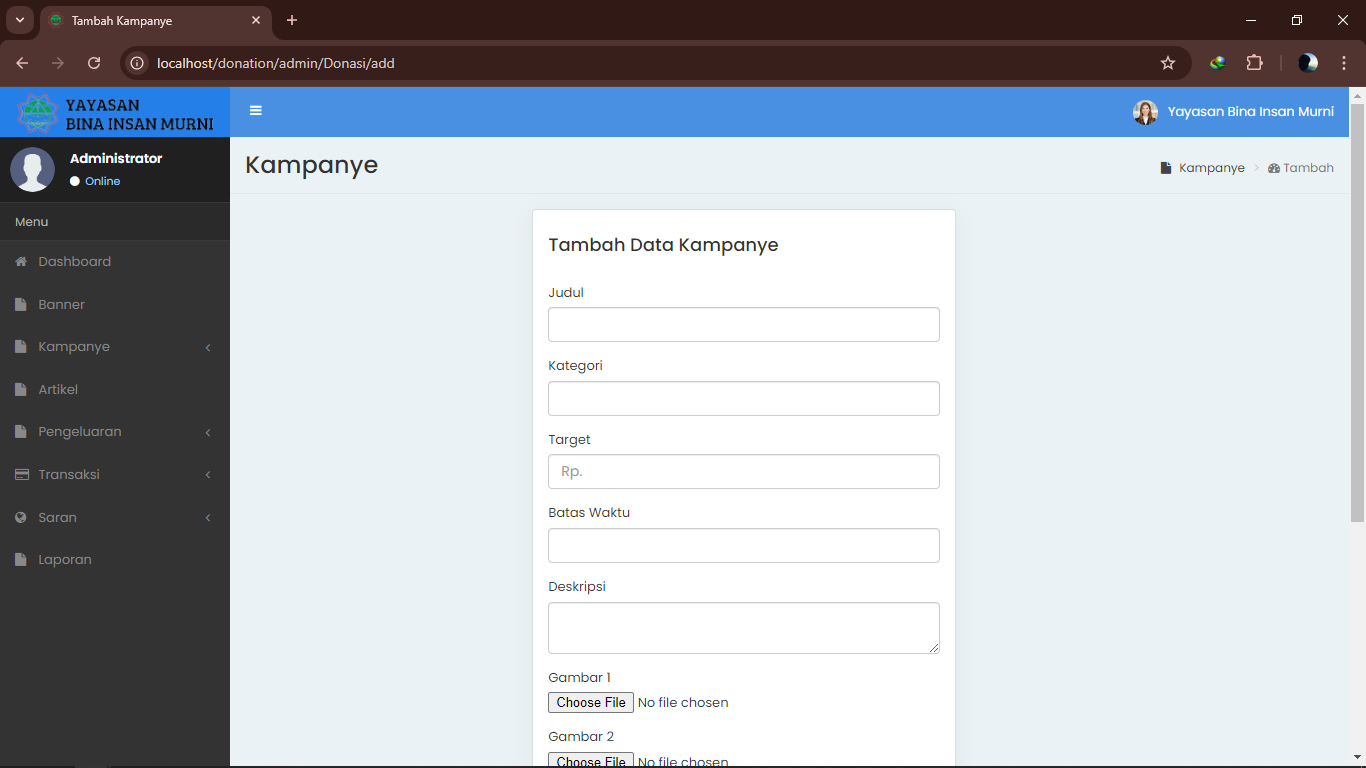 Tambah Kampanye
localhost/donation/admin/Donasi/add
YAYASAN
BINA INSAN MURNI
Yayasan Bina Insan Murni
Administrator
Online
Menu
Dashboard
Banner
Kampanye
Artikel
Pengeluaran
Transaksi
Saran
Laporan
Kampanye
Kampanye > Tambah
Tambah Data Kampanye
Judul
Kategori
Target
Rp.
Batas Waktu
Deskripsi
Gambar 1
Choose File No file chosen
Gambar 2
Choose File No file chosen